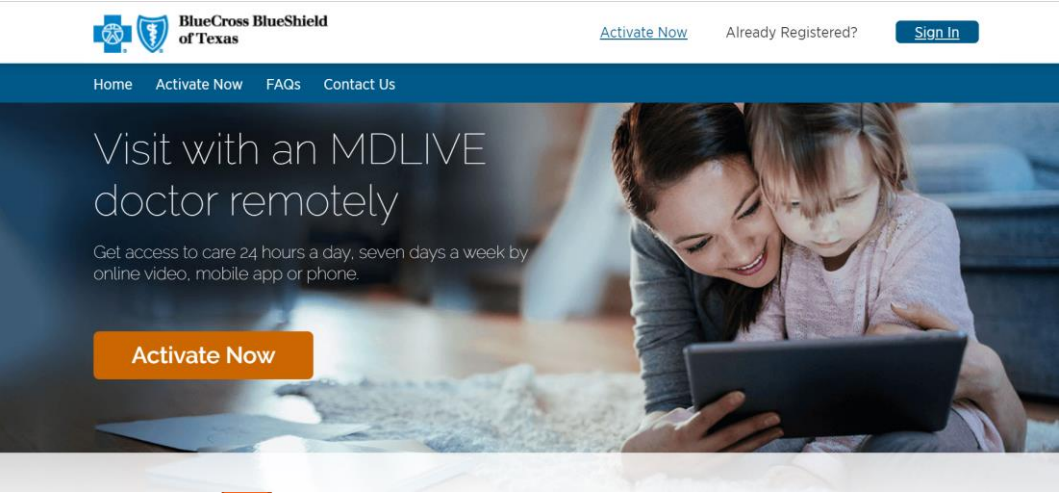 BlueCross BlueShield
of Texas
Activate Now
Already Registered?
Sign In
Home
Activate Now
FAQs
Contact Us
Visit with an MDLIVE
doctor remotely
Get access to care 24 hours a day, seven days a week by
online video, mobile app or phone.
Activate Now